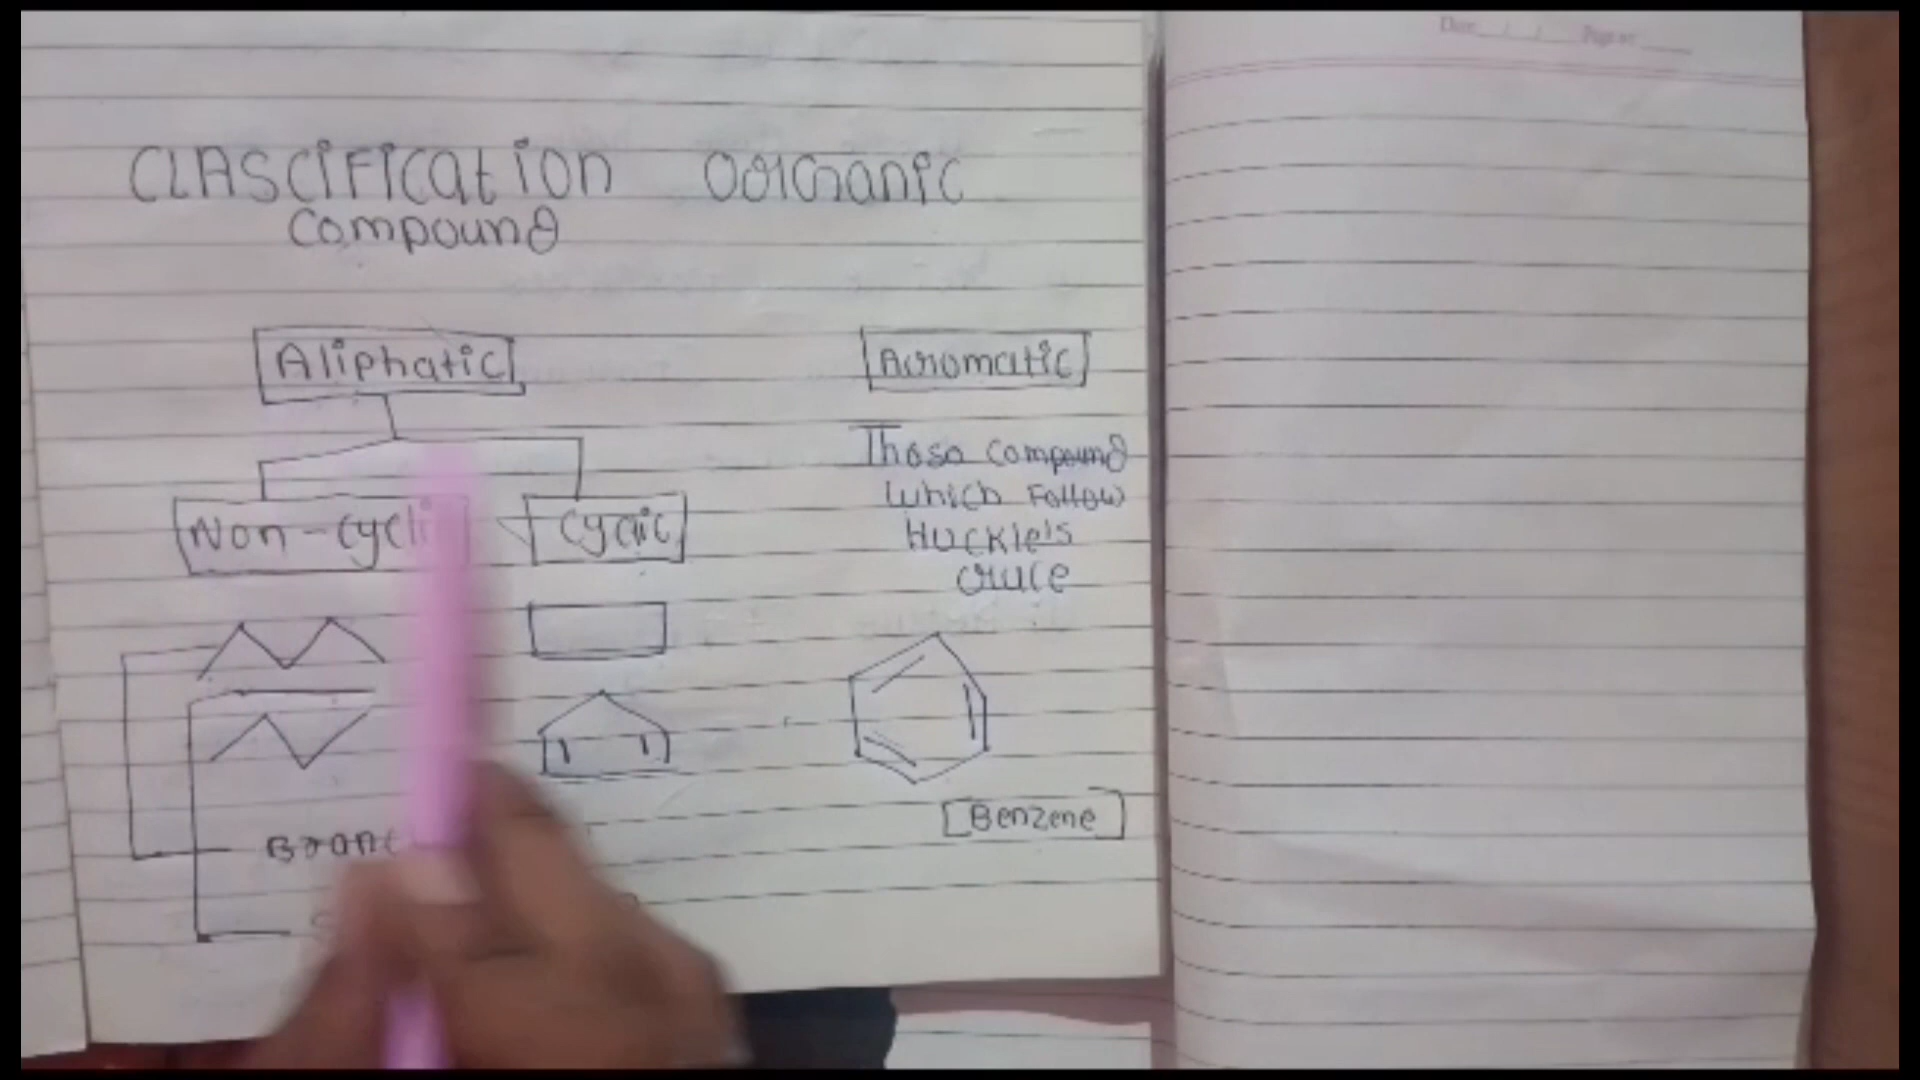 CLASCiFiCatiON OorGanic
Compound
Aliphatic
Aromatic
Non-cycli
Cyclic
Those Compound
Which Follow
Huckle's
rule
Benzene